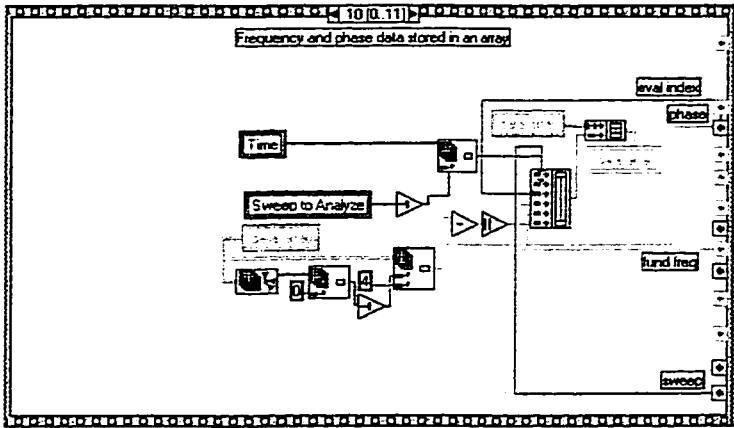 10 [0..11]
Frequency and phase data stored in an array
eval index
phase
Time
Sweep to Analyze
fund freq
0
4
sweep